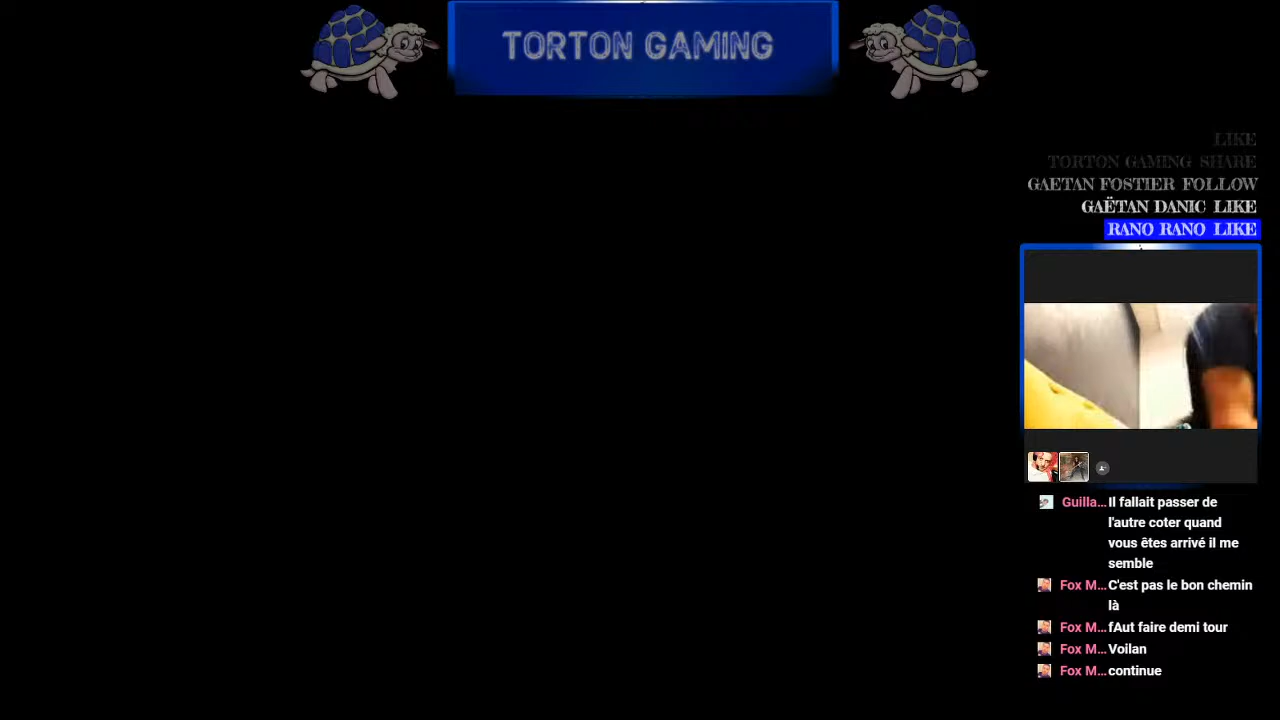 TORTON GAMING
LIKE
TORTON GAMING SHARE
GAETAN FOSTIER FOLLOW
GAËTAN DANIC LIKE
RANO RANO LIKE
Guilla... Il fallait passer de
l'autre coter quand
vous êtes arrivé il me
semble
Fox M... C'est pas le bon chemin
là
Fox M... fAut faire demi tour
Fox M... Voilan
Fox M... continue